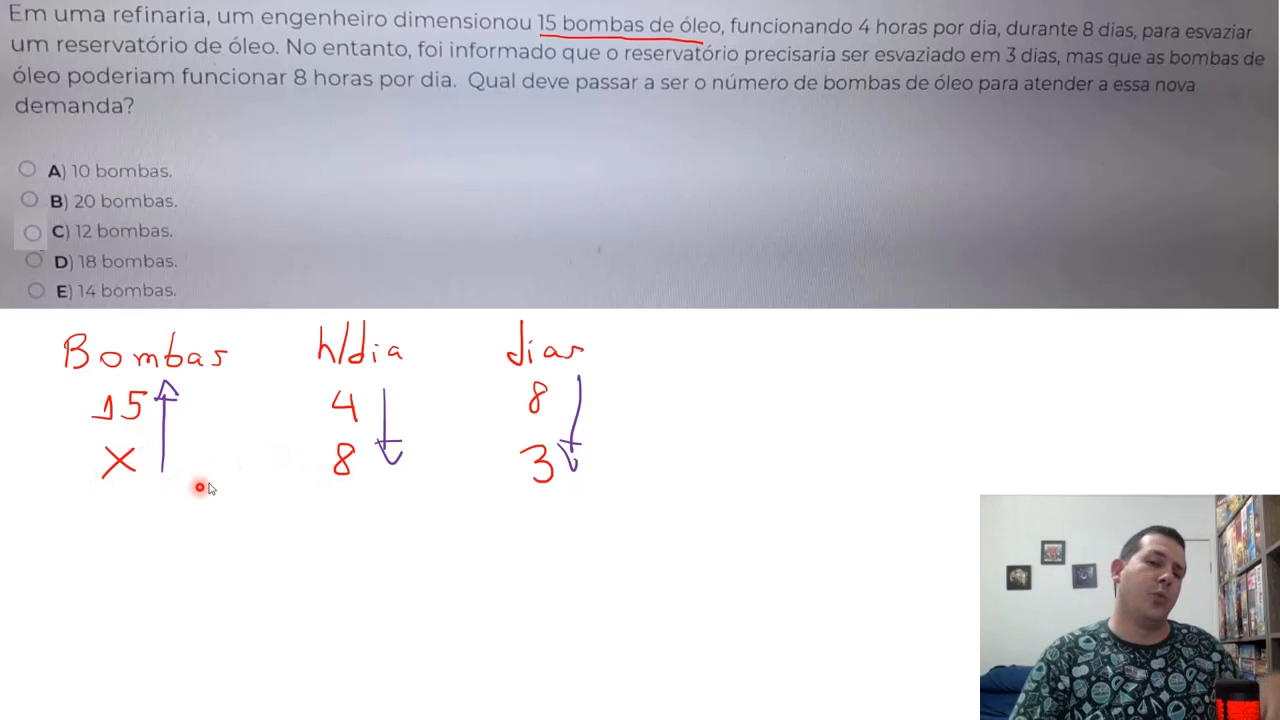 Em uma refinaria, um engenheiro dimensionou 15 bombas de óleo, funcionando 4 horas por dia, durante 8 dias, para esvaziar
um reservatório de óleo. No entanto, foi informado que o reservatório precisaria ser esvaziado em 3 dias, mas que as bombas de
óleo poderiam funcionar 8 horas por dia. Qual deve passar a ser o número de bombas de óleo para atender a essa nova
demanda?
A) 10 bombas.
B) 20 bombas.
C) 12 bombas.
D) 18 bombas.
E) 14 bombas.
Bombas h/dia dias
15 4 8
X 8 3